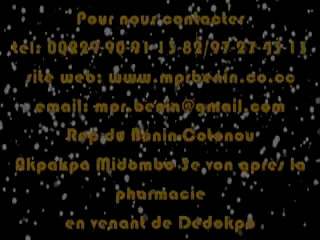 Pour nous contacter
tel: 00229-90-91-13-82/97-27-43-13
site web: www.mprbenin.co.cc
email: mpr.benin@gmail.com
Rep du Benin-Cotonou
Akpakpa Midombo 3e von apres la
pharmacie
en venant de Dedokpo